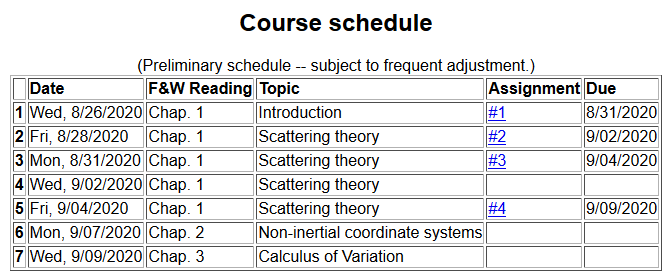 Course schedule
(Preliminary schedule -- subject to frequent adjustment.)
Date F&W Reading Topic Assignment Due
1 Wed, 8/26/2020 Chap. 1 Introduction #1 8/31/2020
2 Fri, 8/28/2020 Chap. 1 Scattering theory #2 9/02/2020
3 Mon, 8/31/2020 Chap. 1 Scattering theory #3 9/04/2020
4 Wed, 9/02/2020 Chap. 1 Scattering theory
5 Fri, 9/04/2020 Chap. 1 Scattering theory #4 9/09/2020
6 Mon, 9/07/2020 Chap. 2 Non-inertial coordinate systems
7 Wed, 9/09/2020 Chap. 3 Calculus of Variation